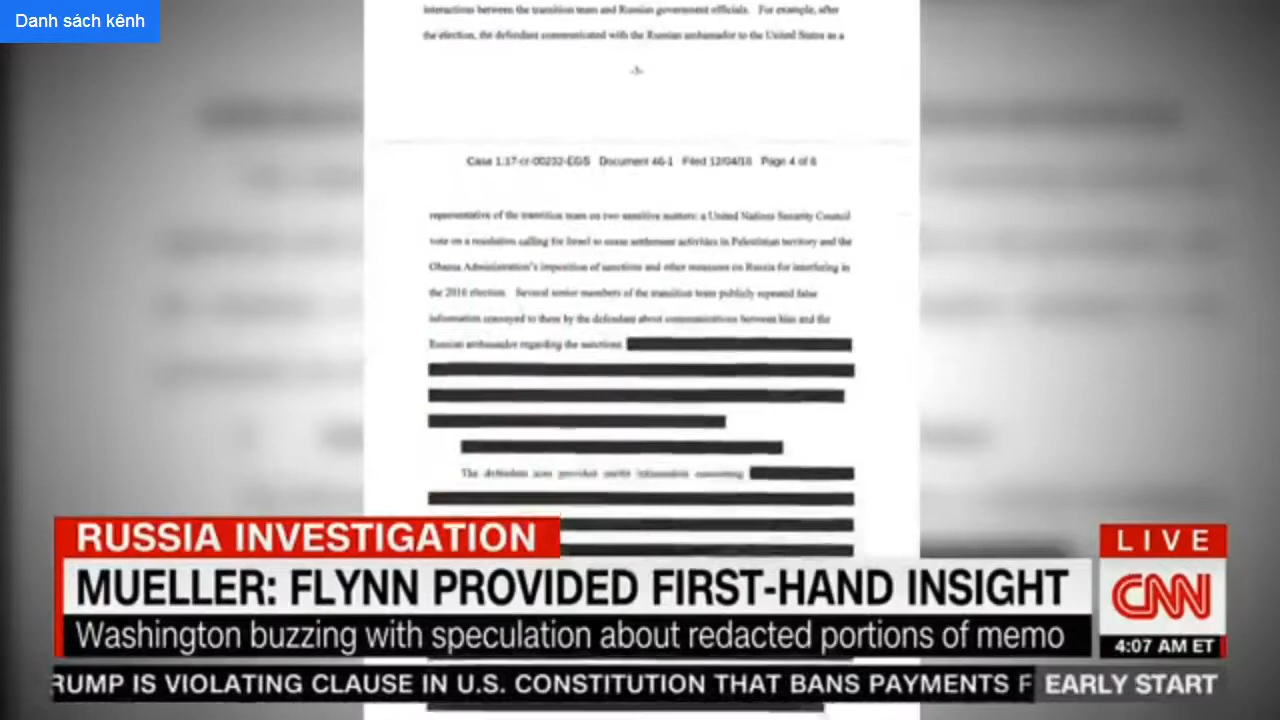 Danh sách kênh
interactions between the transition team and Russian government officials. For example, after
the election, the defendant communicated with the Russian ambassador to the United States as a
-3-
Case 1:17-cr-00232-EGS Document 46-1 Filed 12/04/18 Page 4 of 6
representative of the transition team on two sensitive matters: a United Nations Security Council
vote on a resolution calling for Israel to cease settlement activities in Palestinian territory and the
Obama Administration's imposition of sanctions and other measures on Russia for interfering in
the 2016 election. Several senior members of the transition team publicly repeated false
information conveyed to them by the defendant about communications between him and the
Russian ambassador regarding the sanctions.
The defendant also provided useful information concerning
RUSSIA INVESTIGATION
MUELLER: FLYNN PROVIDED FIRST-HAND INSIGHT
Washington buzzing with speculation about redacted portions of memo
LIVE
CNN
4:07 AM ET
RUMP IS VIOLATING CLAUSE IN U.S. CONSTITUTION THAT BANS PAYMENTS F
EARLY START